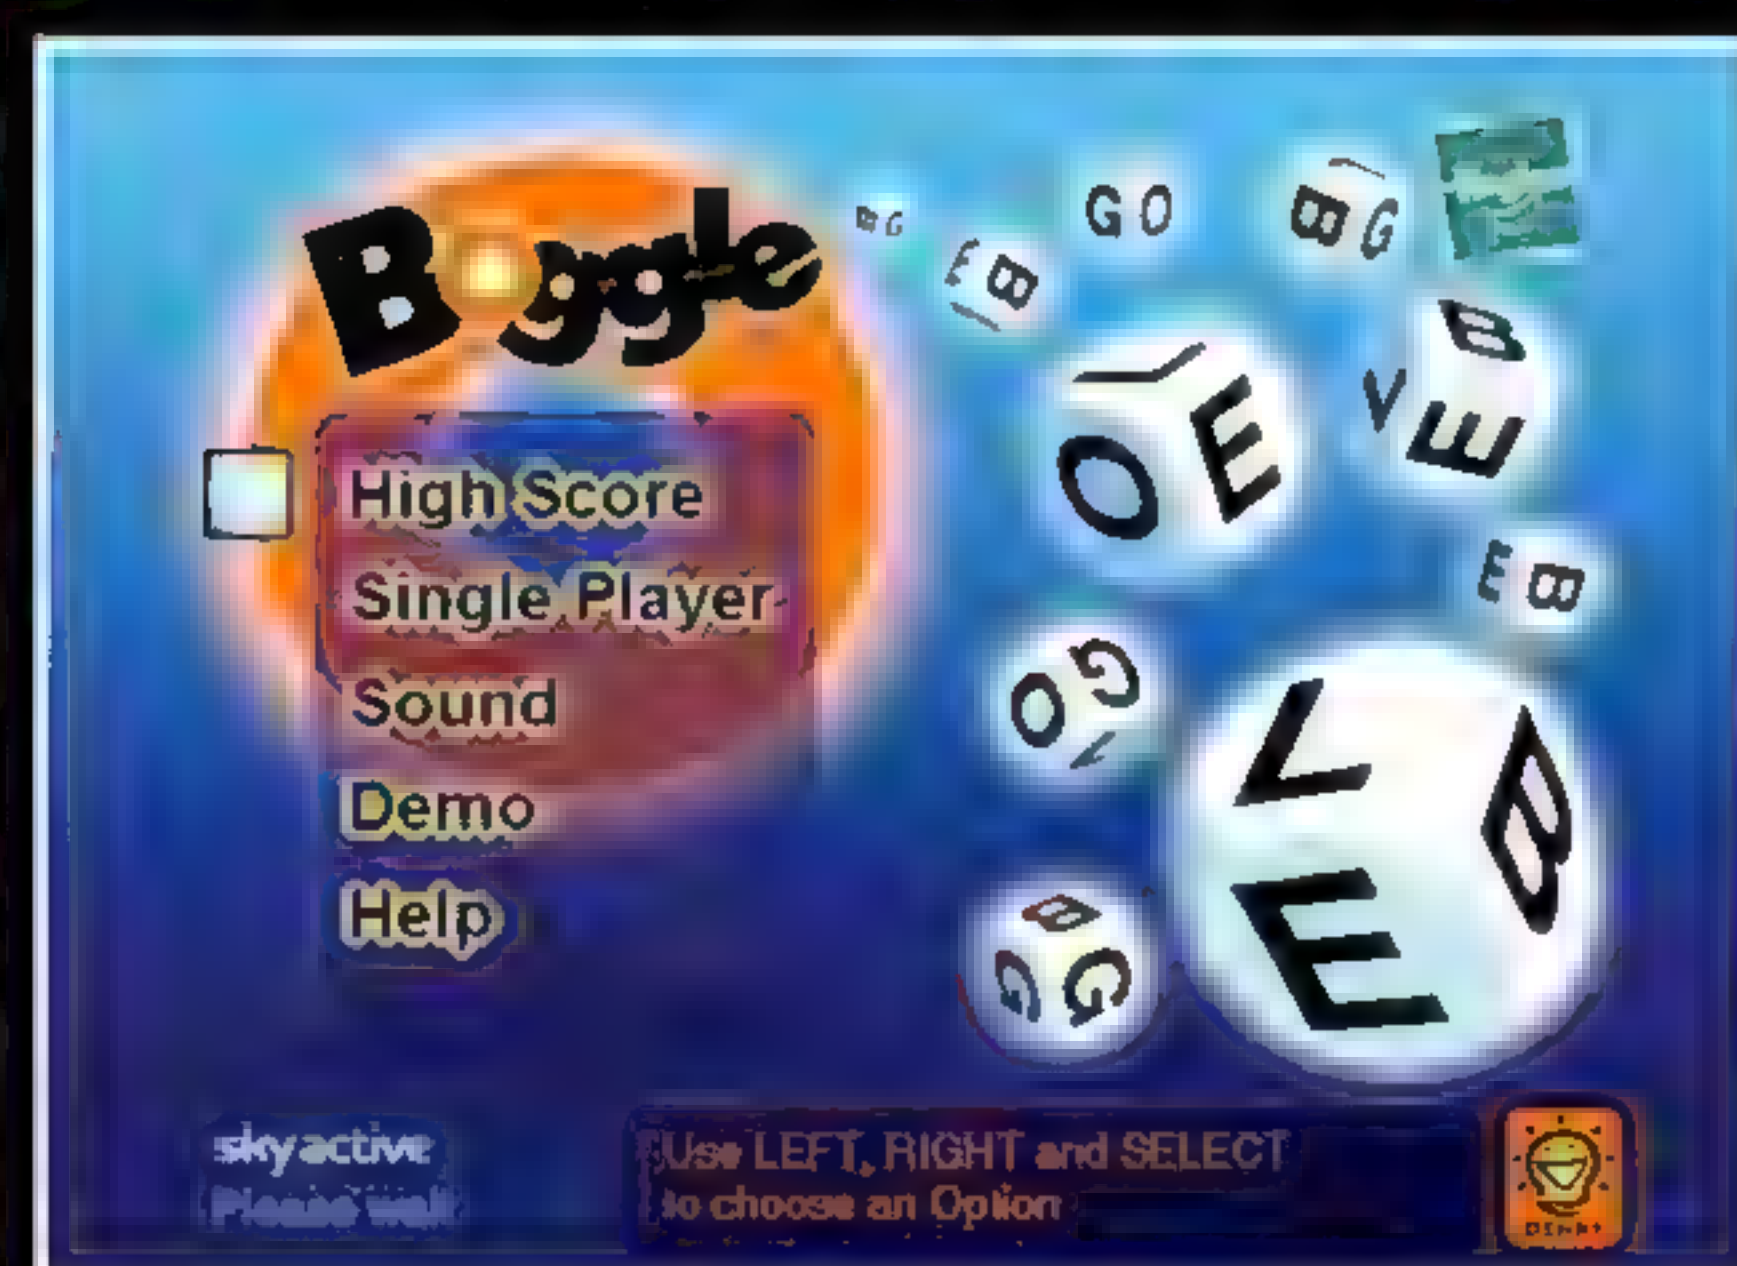 Boggle
B G
E B
G O
B G
B
V E
O E
E B
G
O
V B
E
B
G G
High Score
Single Player
Sound
Demo
Help
sky active
Please wait
Use LEFT, RIGHT and SELECT
to choose an Option